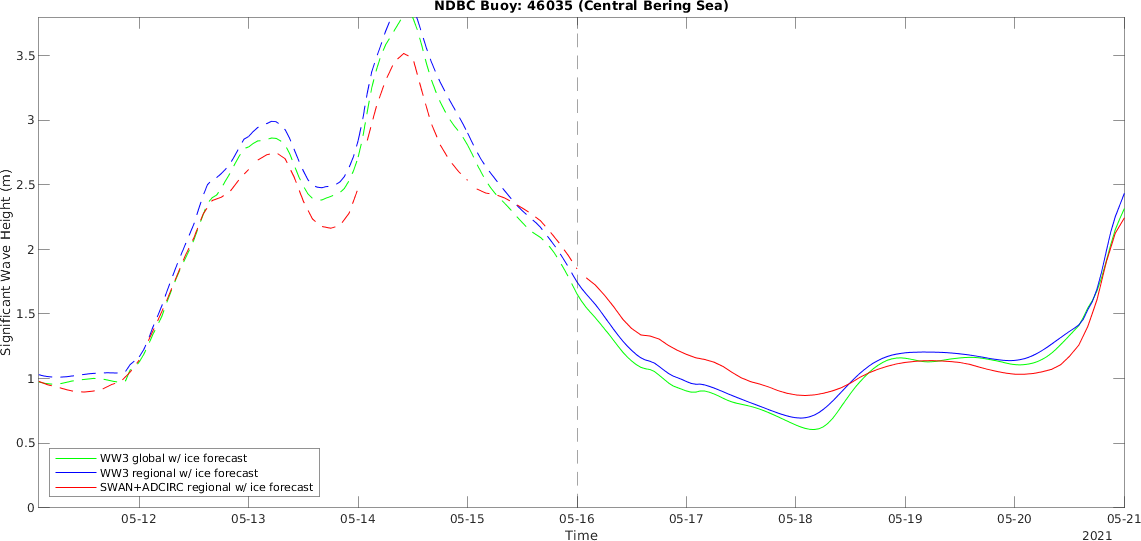 NDBC Buoy: 46035 (Central Bering Sea)
Significant Wave Height (m)
3.5
3
2.5
2
1.5
1
0.5
0
WW3 global w/ ice forecast
WW3 regional w/ ice forecast
SWAN+ADCIRC regional w/ ice forecast
05-12 05-13 05-14 05-15 05-16 05-17 05-18 05-19 05-20 05-21
Time
2021